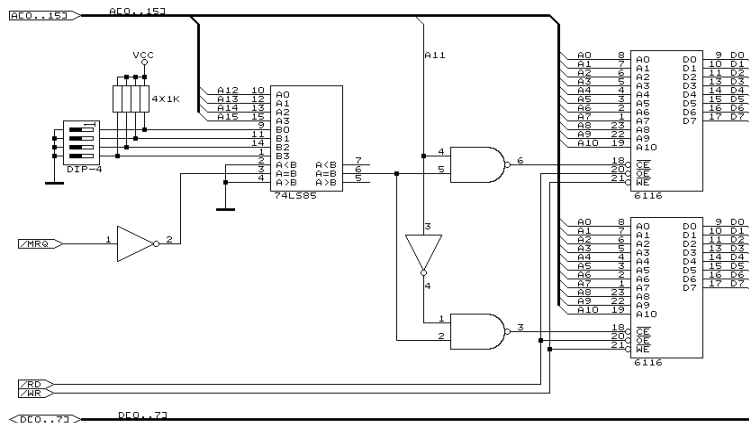 A[0..15]
A[0..15]
VCC
4X1K
A11
A12 10 A0
A13 12 A1
A14 13 A2
A15 15 A3
9 B0
11 B1
14 B2
1 B3
2 A<B A<B 7
3 A=B A=B 6
4 A>B A>B 5
74LS85
1
DIP-4
/MRQ
1 2
3
4
4
5
6
1
2
3
A0 8 A0 D0 9 D0
A1 7 A1 D1 10 D1
A2 6 A2 D2 11 D2
A3 5 A3 D3 13 D3
A4 4 A4 D4 14 D4
A5 3 A5 D5 15 D5
A6 2 A6 D6 16 D6
A7 1 A7 D7 17 D7
A8 23 A8
A9 22 A9
A10 19 A10
18 CE
20 OE
21 WE
6116
A0 8 A0 D0 9 D0
A1 7 A1 D1 10 D1
A2 6 A2 D2 11 D2
A3 5 A3 D3 13 D3
A4 4 A4 D4 14 D4
A5 3 A5 D5 15 D5
A6 2 A6 D6 16 D6
A7 1 A7 D7 17 D7
A8 23 A8
A9 22 A9
A10 19 A10
18 CE
20 OE
21 WE
6116
/RD
/WR
D[0..7]
D[0..7]